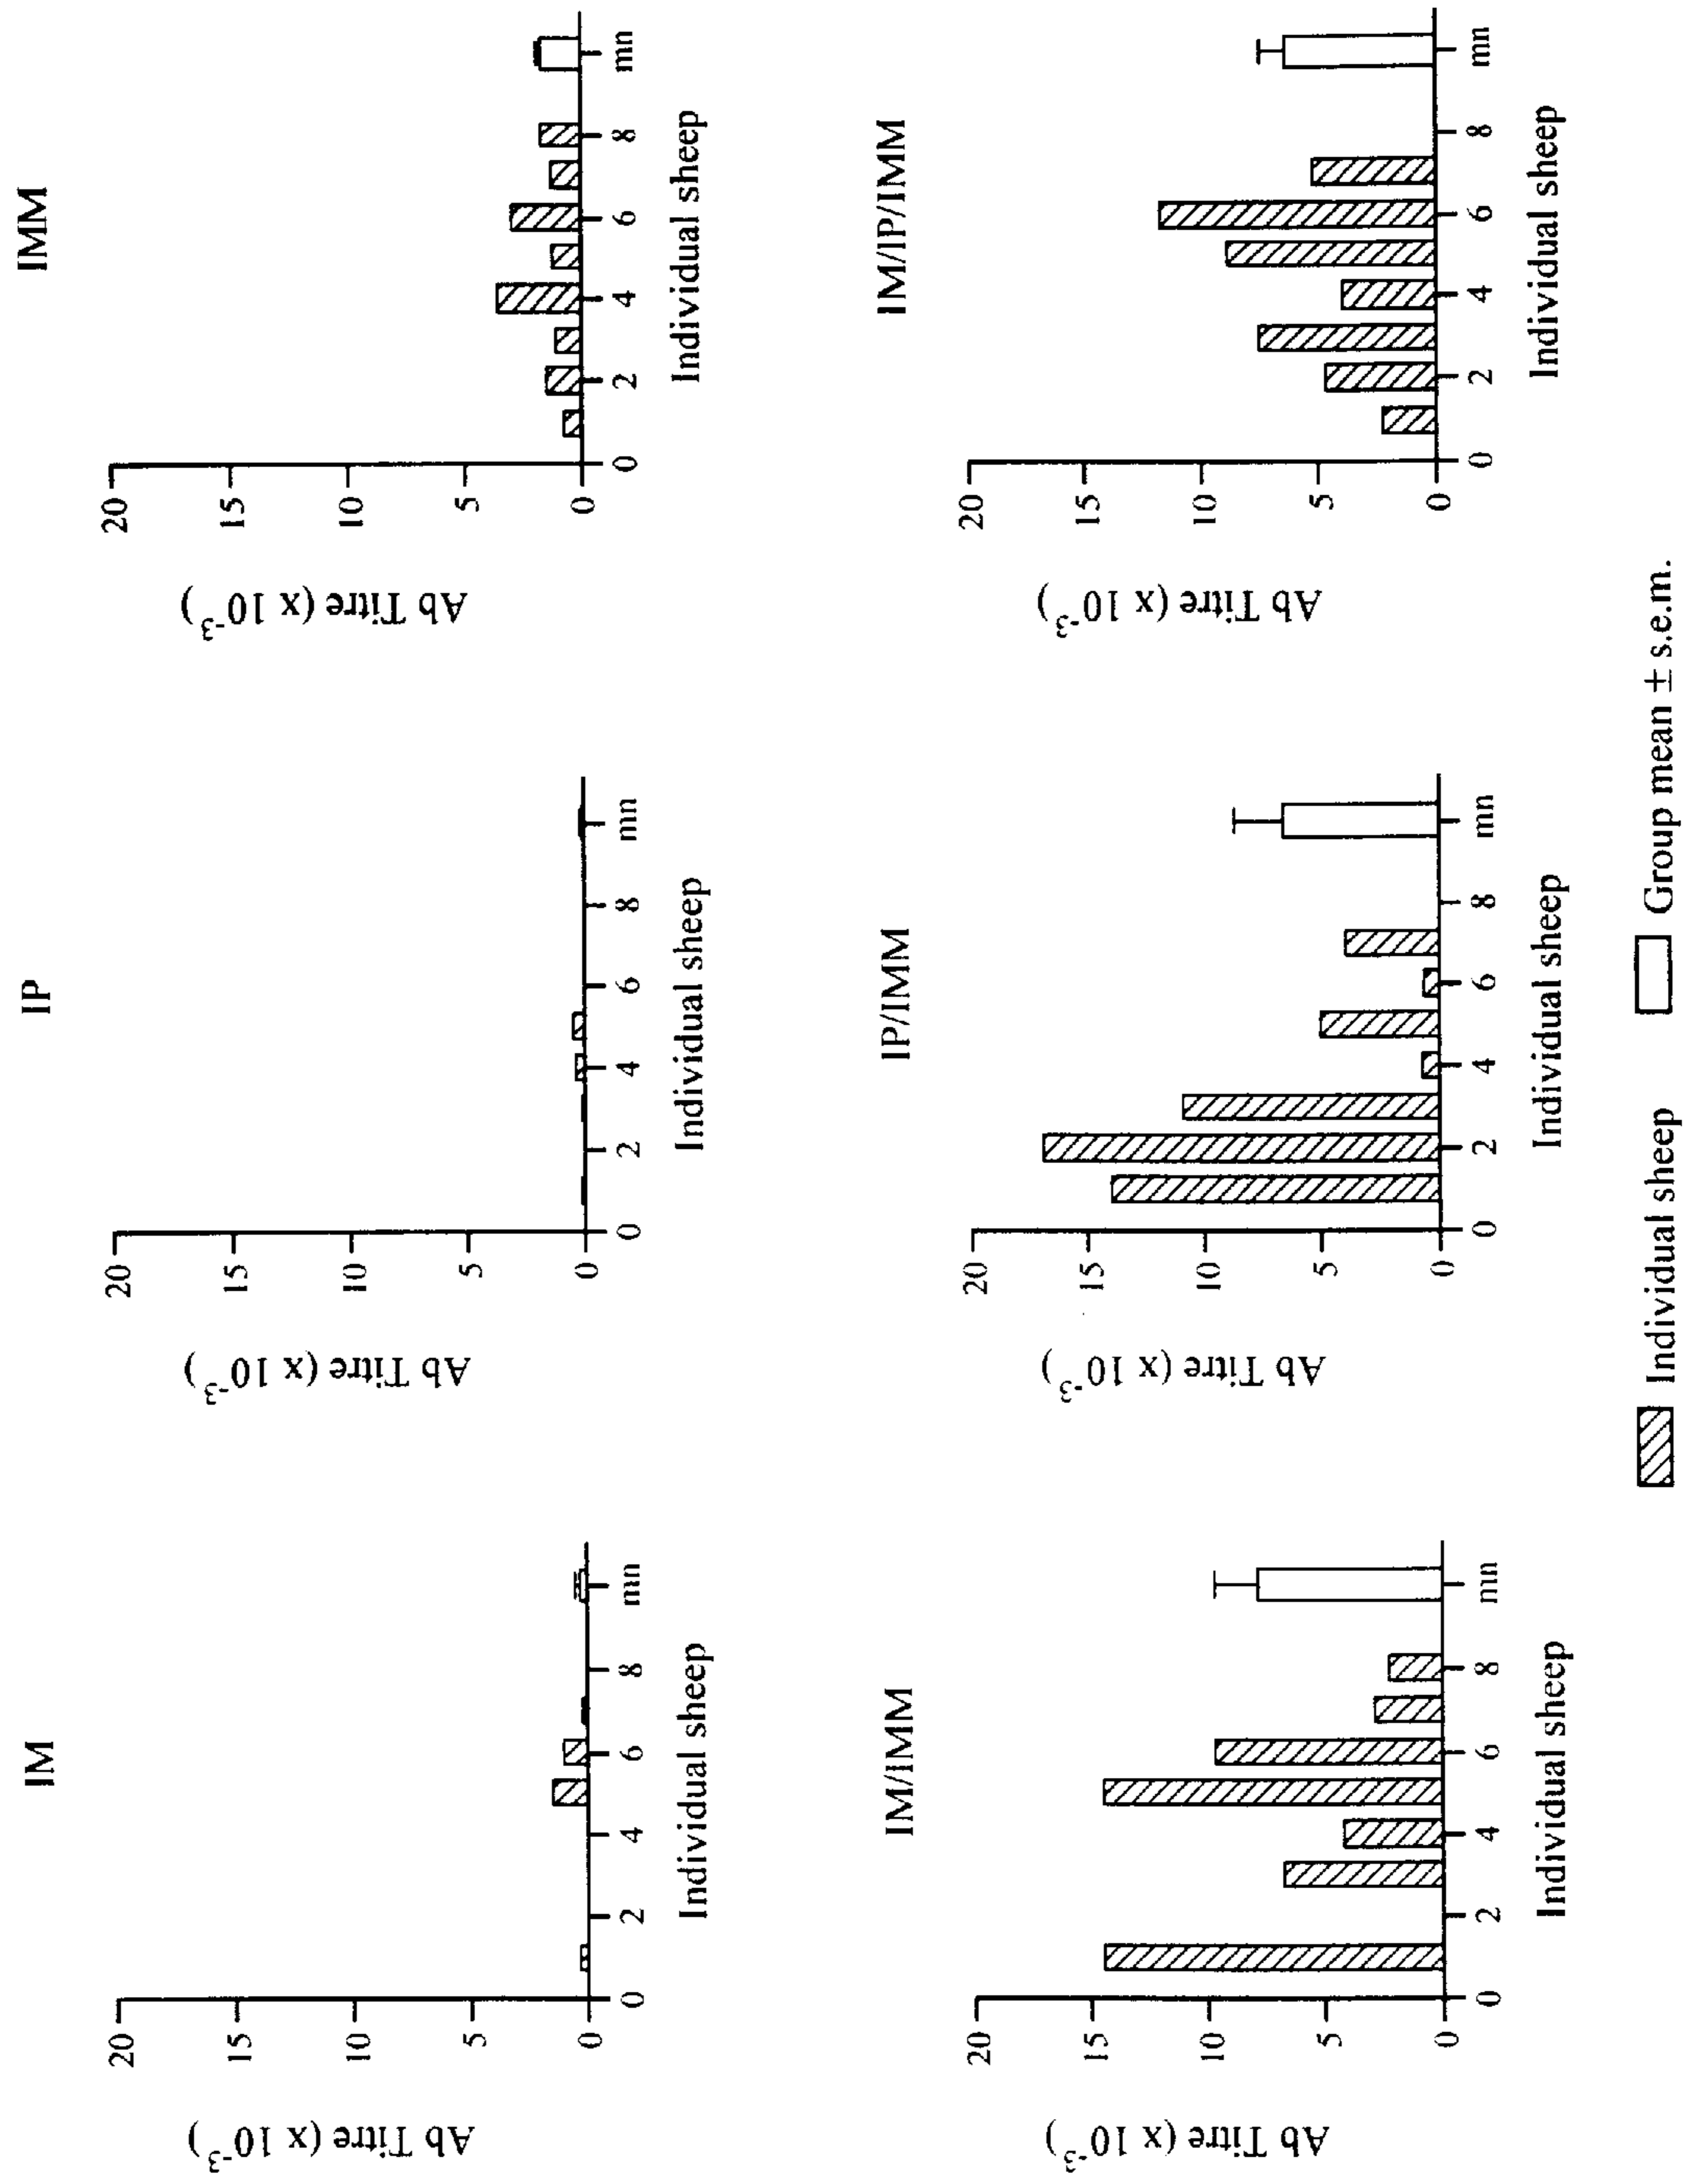 IM
Ab Titre (x 10-3)
20
15
10
5
0
0 2 4 6 8 mn
Individual sheep
IP
Ab Titre (x 10-3)
20
15
10
5
0
0 2 4 6 8 mn
Individual sheep
IMM
Ab Titre (x 10-3)
20
15
10
5
0
0 2 4 6 8 mn
Individual sheep
IM/IMM
Ab Titre (x 10-3)
20
15
10
5
0
0 2 4 6 8 mn
Individual sheep
IP/IMM
Ab Titre (x 10-3)
20
15
10
5
0
0 2 4 6 8 mn
Individual sheep
IM/IP/IMM
Ab Titre (x 10-3)
20
15
10
5
0
0 2 4 6 8 mn
Individual sheep
Individual sheep
Group mean ± s.e.m.